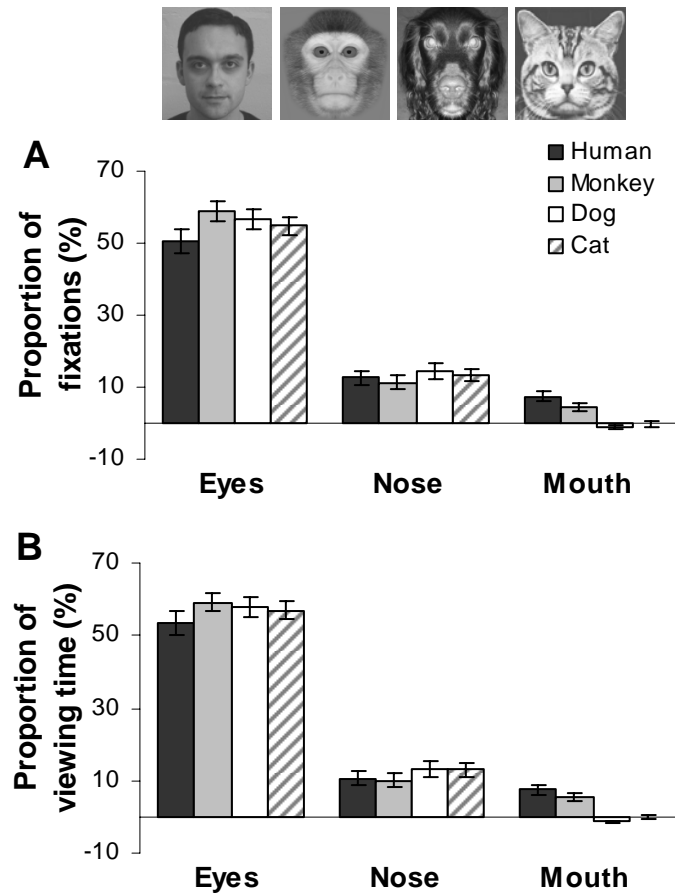 A
Human
Monkey
Dog
Cat
Proportion of
fixations (%)
70
50
30
10
-10
Eyes Nose Mouth
B
Proportion of
viewing time (%)
70
50
30
10
-10
Eyes Nose Mouth